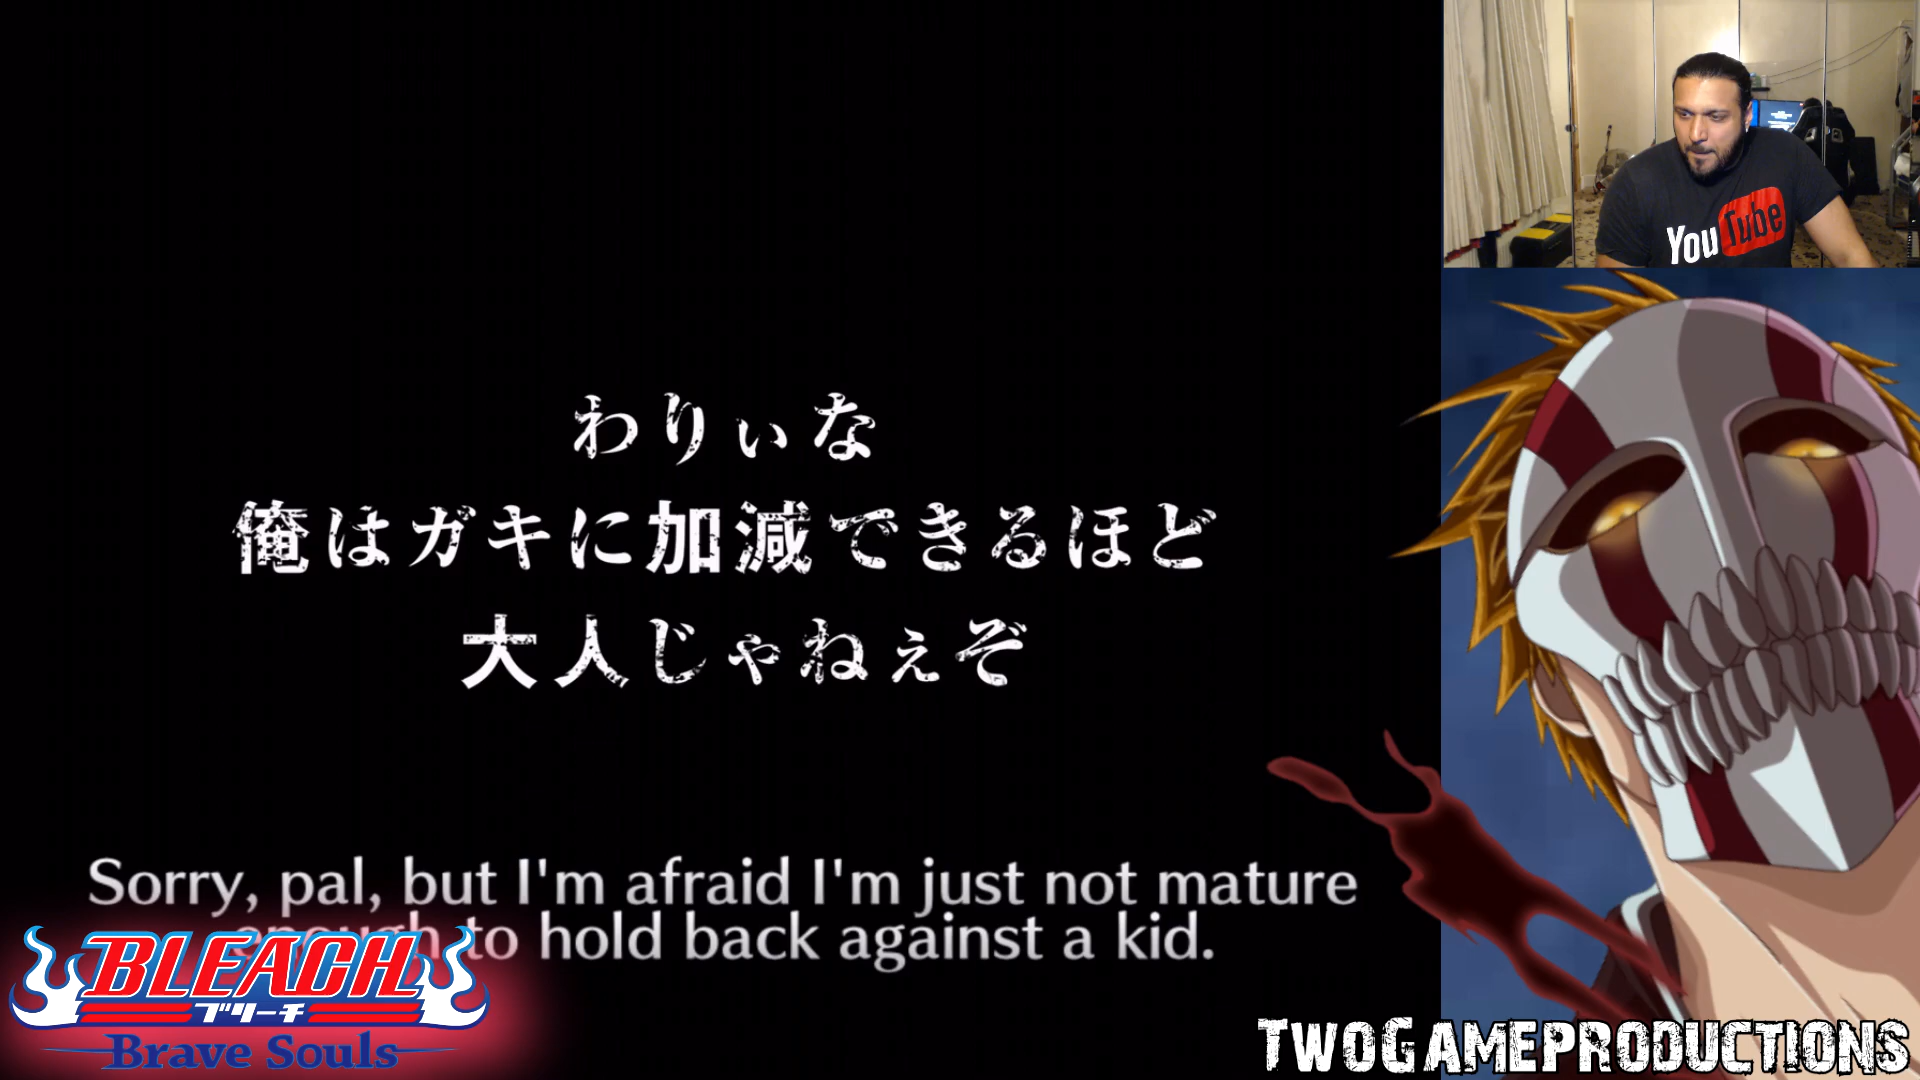 YouTube
わりぃな
俺はガキに加減できるほど
大人じゃねぇぞ
Sorry, pal, but I'm afraid I'm just not mature
enough to hold back against a kid.
BLEACH
ブリーチ
Brave Souls
TWOGAMEPRODUCTIONS